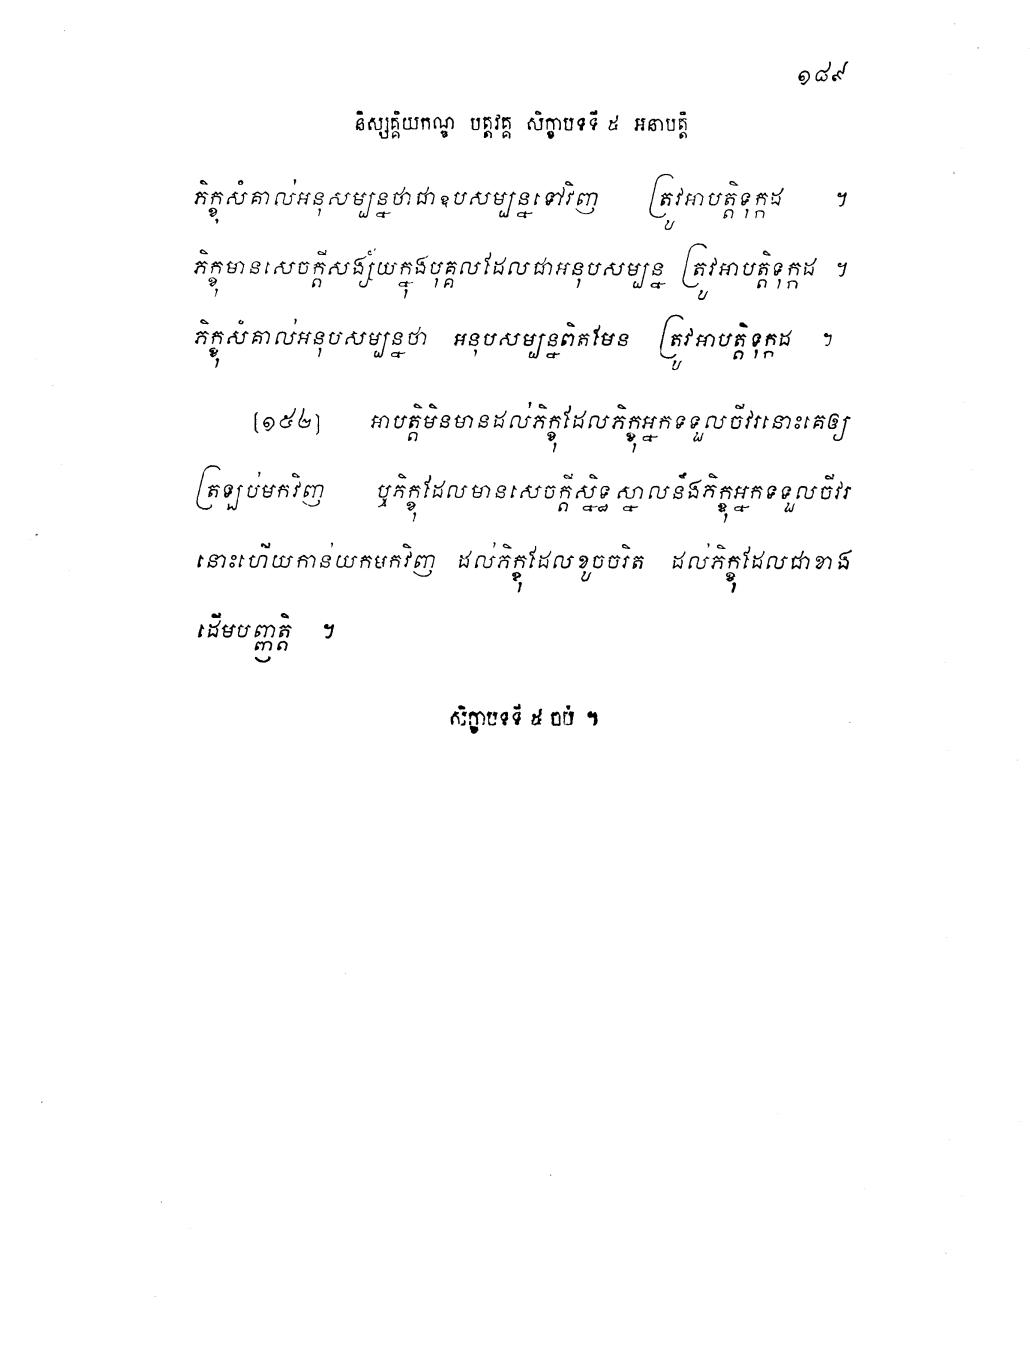 ១៨៩
និស្សគ្គិយកណ្ឌ បត្តវគ្គ សិក្ខាបទទី ៥ អនាបត្តិ
ភិក្ខុសំគាល់អនុសម្បន្នថាជាឧបសម្បន្នទៅវិញ ត្រូវអាបត្តិទុក្កដ ។
ភិក្ខុមានសេចក្តីសង្ស័យក្នុងបុគ្គលដែលជាអនុបសម្បន្ន ត្រូវអាបត្តិទុក្កដ ។
ភិក្ខុសំគាល់អនុបសម្បន្នថា អនុបសម្បន្នពិតមែន ត្រូវអាបត្តិទុក្កដ ។
[១៥២] អាបត្តិមិនមានដល់ភិក្ខុដែលភិក្ខុអ្នកទទួលចីវរនោះគេឲ្យ
ត្រឡប់មកវិញ ឬភិក្ខុដែលមានសេចក្តីស្និទ្ធស្នាលនឹងភិក្ខុអ្នកទទួលចីវរ
នោះហើយកាន់យកមកវិញ ដល់ភិក្ខុដែលខូចចរិត ដល់ភិក្ខុដែលជាខាង
ដើមបញ្ញត្តិ ។
សិក្ខាបទទី ៥ ចប់ ។